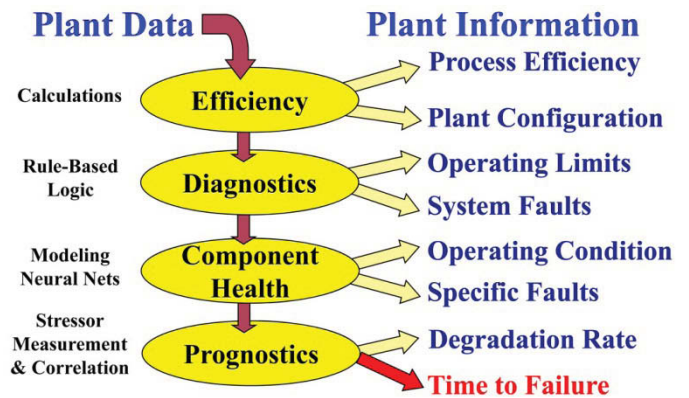 Plant Data
Plant Information
Calculations
Efficiency
Process Efficiency
Plant Configuration
Rule-Based
Logic
Diagnostics
Operating Limits
System Faults
Modeling
Neural Nets
Component
Health
Operating Condition
Specific Faults
Stressor
Measurement
& Correlation
Prognostics
Degradation Rate
Time to Failure